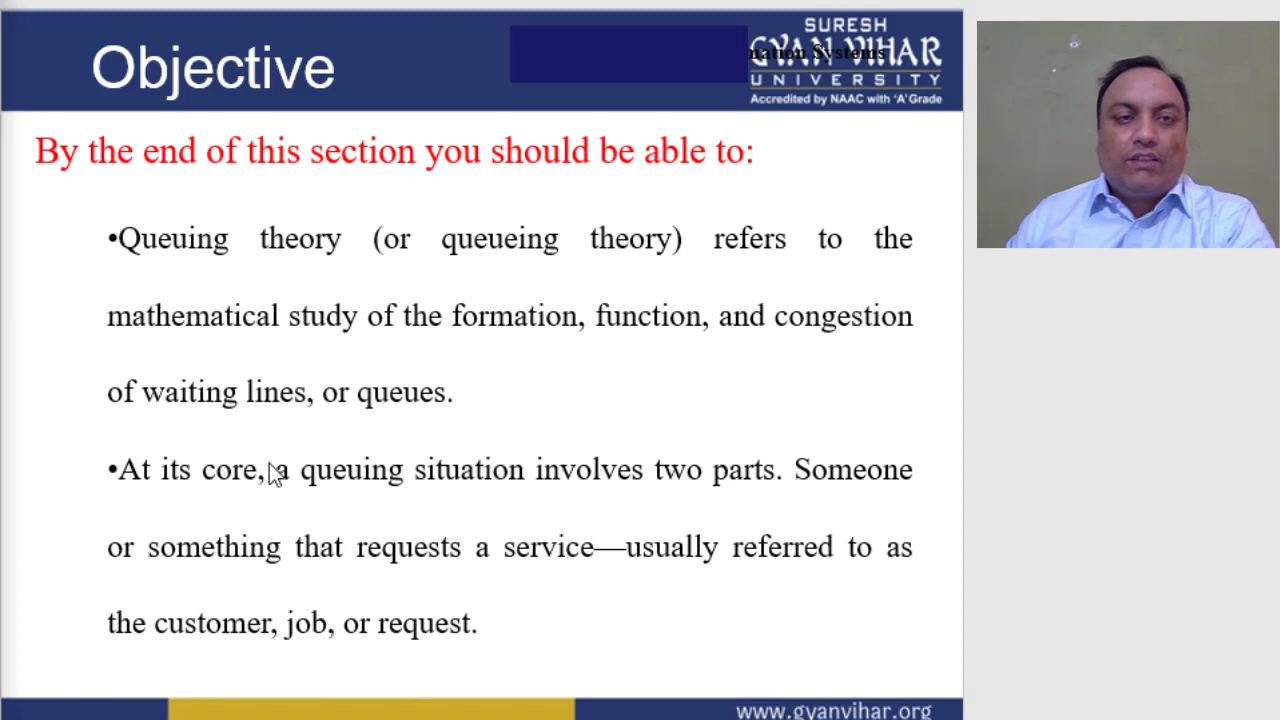 Objective
SURESH
GYAN VIHAR
UNIVERSITY
Accredited by NAAC with 'A' Grade
mation Systems
By the end of this section you should be able to:
•Queuing theory (or queueing theory) refers to the
mathematical study of the formation, function, and congestion
of waiting lines, or queues.
•At its core, a queuing situation involves two parts. Someone
or something that requests a service—usually referred to as
the customer, job, or request.
www.gyanvihar.org